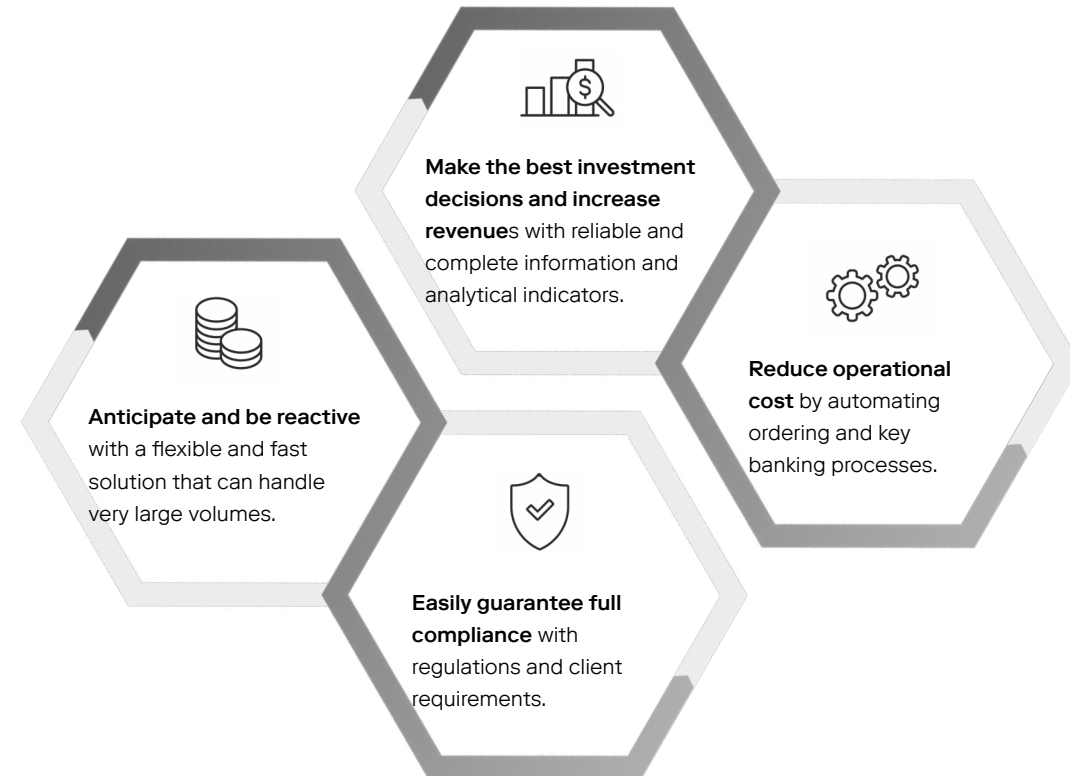 Make the best investment
decisions and increase
revenues with reliable and
complete information and
analytical indicators.
Reduce operational
cost by automating
ordering and key
banking processes.
Anticipate and be reactive
with a flexible and fast
solution that can handle
very large volumes.
Easily guarantee full
compliance with
regulations and client
requirements.
$